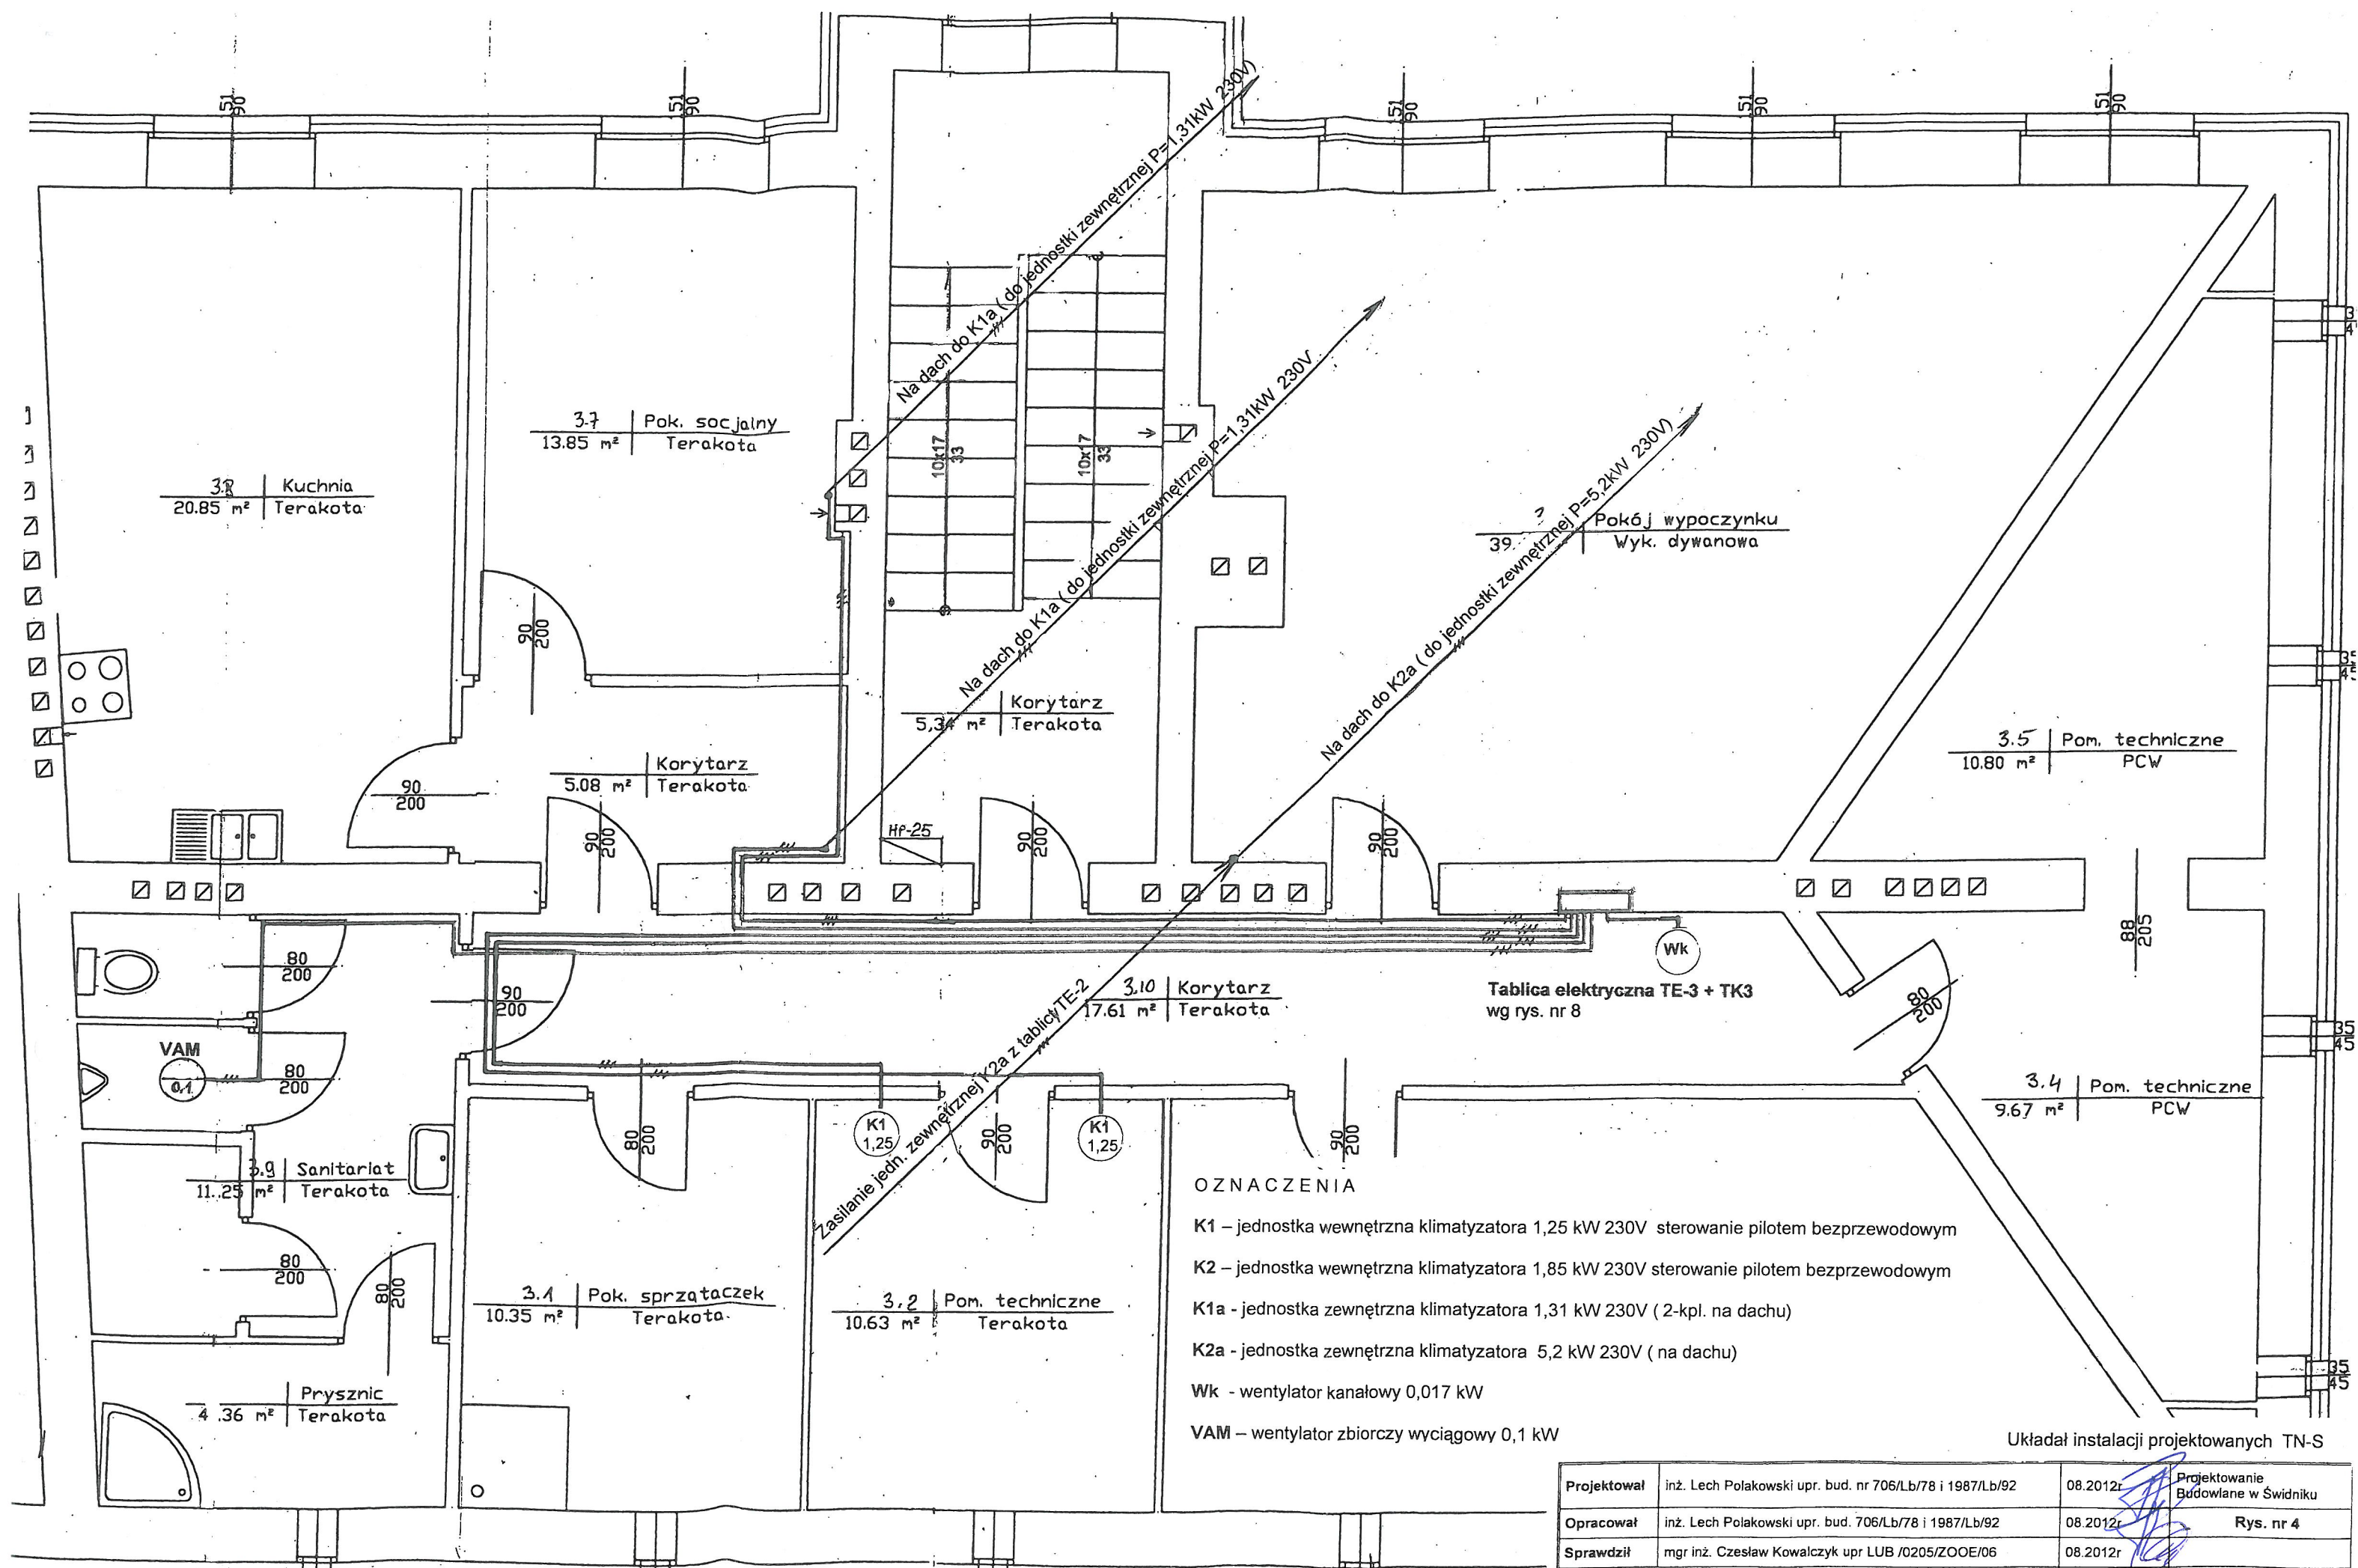 51
90
51
90
51
90
51
90
51
90
Na dach do K1a ( do jednostki zewnętrznej P=1,31kW 230V)
Na dach do K1a ( do jednostki zewnętrznej P=1,31kW 230V
Na dach do K2a ( do jednostki zewnętrznej P=5,2kW 230V)
Zasilanie jedn. zewnętrznej K2a z tablicy TE-2
3.7 Pok. socjalny
13.85 m² Terakota
Kuchnia
20.85 m² Terakota
10x17
33
10x17
33
Pokój wypoczynku
39. Wyk. dywanowa
90
200
Korytarz
5,34 m² Terakota
3.5 Pom. techniczne
10.80 m² PCW
Korytarz
5.08 m² Terakota
90
200
90
200
HP-25
90
200
90
200
88
205
35
45
35
45
80
200
90
200
3.10 Korytarz
17.61 m² Terakota
Wk
Tablica elektryczna TE-3 + TK3
wg rys. nr 8
80
200
VAM
0,1
80
200
3.4 Pom. techniczne
9.67 m² PCW
80
200
K1
1,25
90
200
K1
1,25
90
200
3.9 Sanitariat
11.25 m² Terakota
80
200
80
200
3.1 Pok. sprzątaczek
10.35 m² Terakota
3.2 Pom. techniczne
10.63 m² Terakota
Prysznic
4.36 m² Terakota
OZNACZENIA
K1 – jednostka wewnętrzna klimatyzatora 1,25 kW 230V sterowanie pilotem bezprzewodowym
K2 – jednostka wewnętrzna klimatyzatora 1,85 kW 230V sterowanie pilotem bezprzewodowym
K1a - jednostka zewnętrzna klimatyzatora 1,31 kW 230V ( 2-kpl. na dachu)
K2a - jednostka zewnętrzna klimatyzatora 5,2 kW 230V ( na dachu)
Wk - wentylator kanałowy 0,017 kW
VAM – wentylator zbiorczy wyciągowy 0,1 kW
Układał instalacji projektowanych TN-S
Projektował inż. Lech Polakowski upr. bud. nr 706/Lb/78 i 1987/Lb/92 08.2012r Projektowanie
Budowlane w Świdniku
Opracował inż. Lech Polakowski upr. bud. 706/Lb/78 i 1987/Lb/92 08.2012r Rys. nr 4
Sprawdził mgr inż. Czesław Kowalczyk upr LUB /0205/ZOOE/06 08.2012r